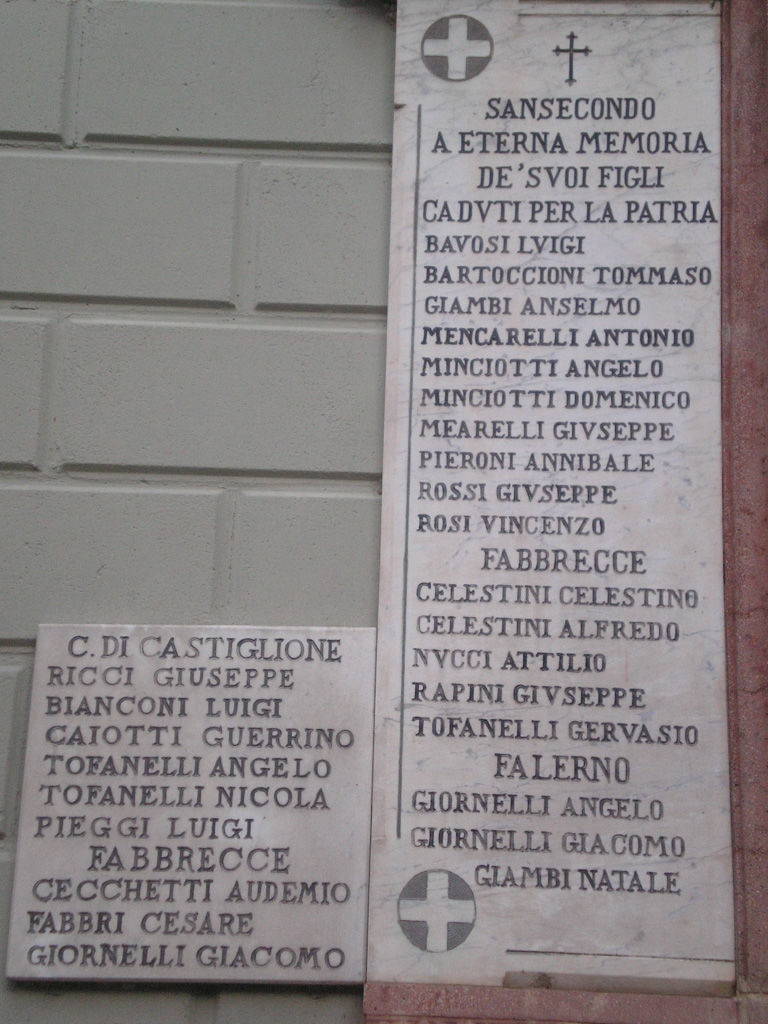 SANSECONDO
A ETERNA MEMORIA
DE'SVOI FIGLI
CADVTI PER LA PATRIA
BAVOSI LVIGI
BARTOCCIONI TOMMASO
GIAMBI ANSELMO
MENCARELLI ANTONIO
MINCIOTTI ANGELO
MINCIOTTI DOMENICO
MEARELLI GIVSEPPE
PIERONI ANNIBALE
ROSSI GIVSEPPE
ROSI VINCENZO
FABBRECCE
CELESTINI CELESTINO
CELESTINI ALFREDO
NVCCI ATTILIO
RAPINI GIVSEPPE
TOFANELLI GERVASIO
FALERNO
GIORNELLI ANGELO
GIORNELLI GIACOMO
GIAMBI NATALE
C. DI CASTIGLIONE
RICCI GIUSEPPE
BIANCONI LUIGI
CAIOTTI GUERRINO
TOFANELLI ANGELO
TOFANELLI NICOLA
PIEGGI LUIGI
FABBRECCE
CECCHETTI AUDEMIO
FABBRI CESARE
GIORNELLI GIACOMO